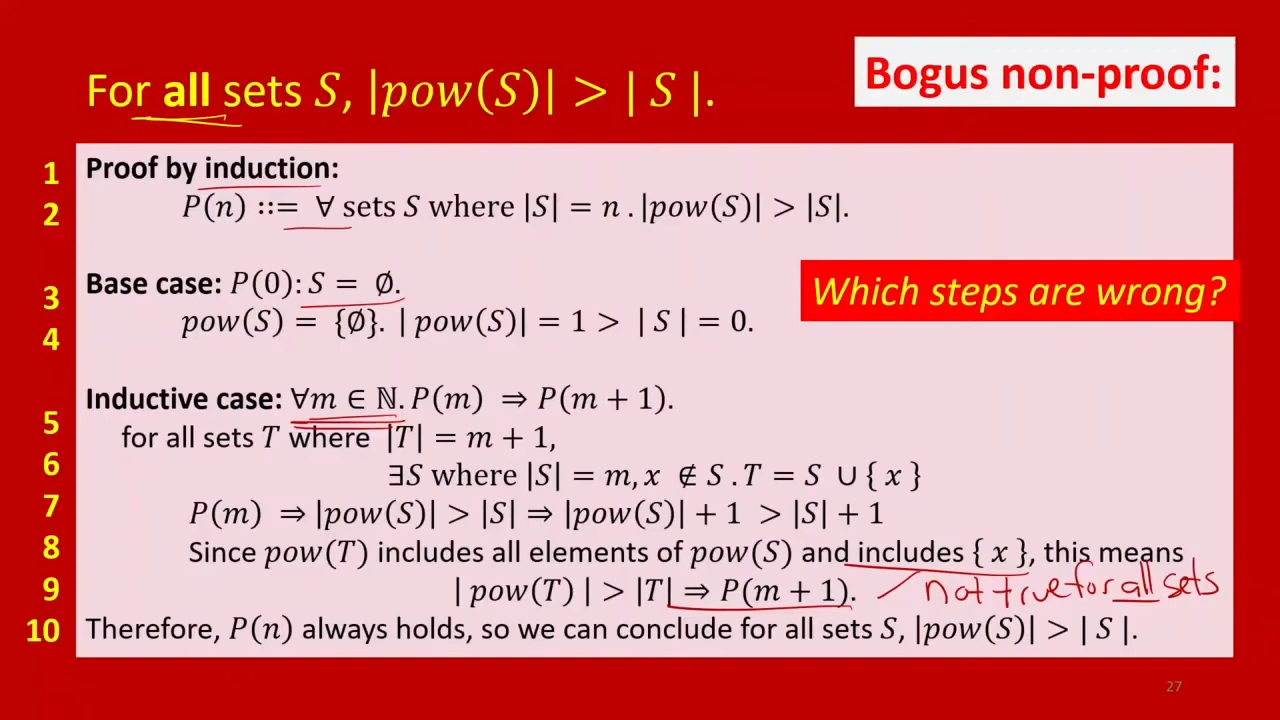 Bogus non-proof:
For all sets S, |pow(S)| > | S |.
1 Proof by induction:
2 P(n) ::= ∀ sets S where |S| = n . |pow(S)| > |S|.
3 Base case: P(0): S = ∅.
4 pow(S) = {∅}. | pow(S)| = 1 > | S | = 0.
Which steps are wrong?
5 Inductive case: ∀m ∈ ℕ. P(m) ⇒ P(m + 1).
6 for all sets T where |T| = m + 1,
∃S where |S| = m, x ∉ S . T = S ∪ { x }
7 P(m) ⇒ |pow(S)| > |S| ⇒ |pow(S)| + 1 > |S| + 1
8 Since pow(T) includes all elements of pow(S) and includes { x }, this means
9 | pow(T) | > |T| ⇒ P(m + 1). not true for all sets
10 Therefore, P(n) always holds, so we can conclude for all sets S, |pow(S)| > | S |.
27